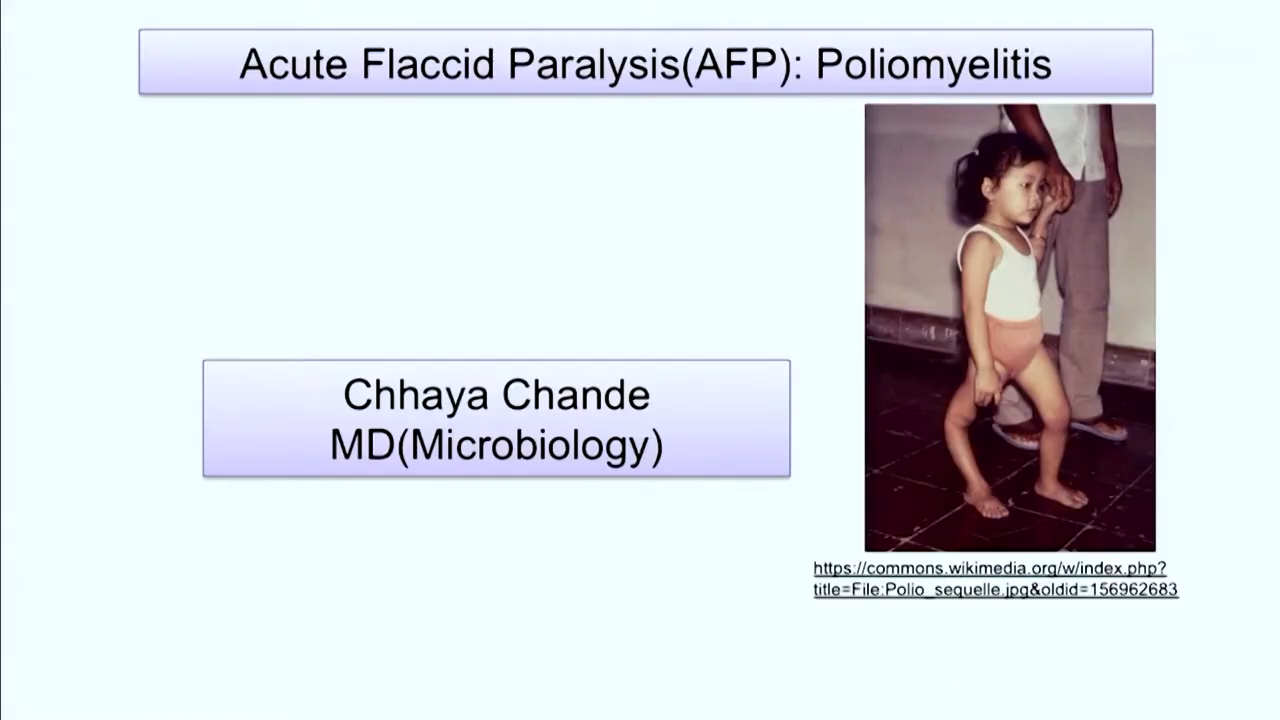 Acute Flaccid Paralysis(AFP): Poliomyelitis
Chhaya Chande
MD(Microbiology)
https://commons.wikimedia.org/w/index.php?
title=File:Polio_sequelle.jpg&oldid=156962683